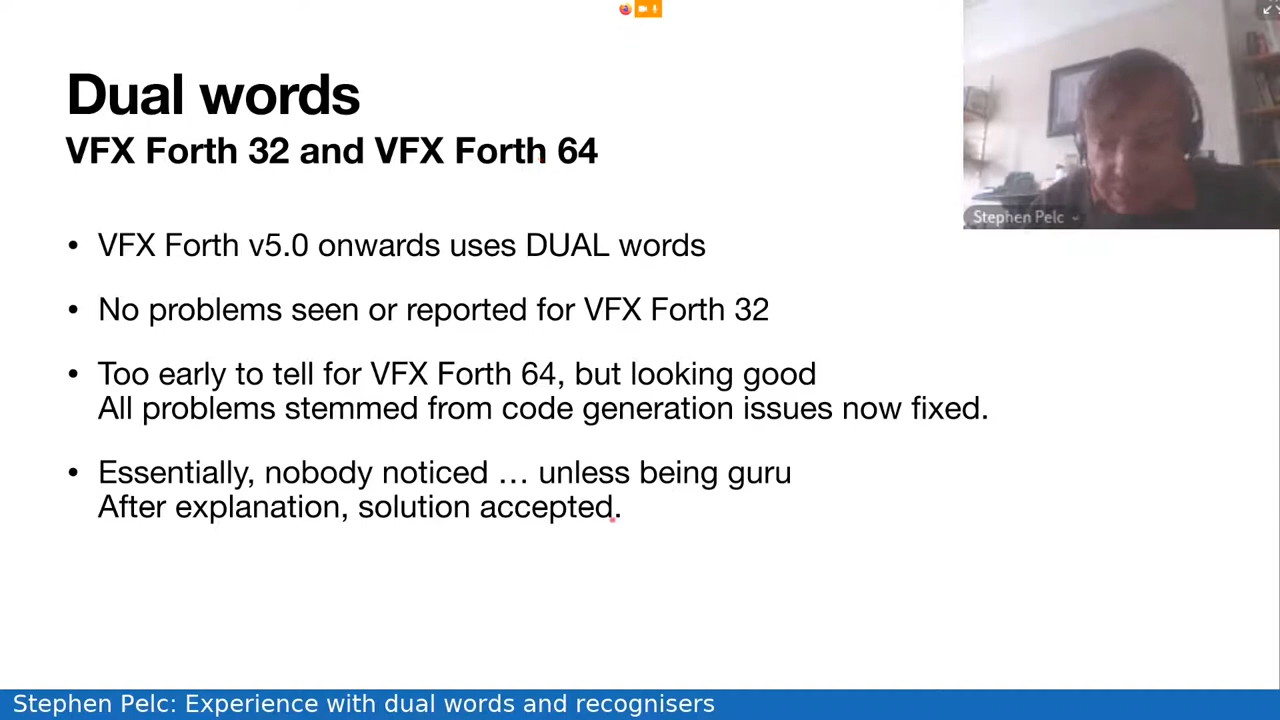 Dual words
VFX Forth 32 and VFX Forth 64
• VFX Forth v5.0 onwards uses DUAL words
• No problems seen or reported for VFX Forth 32
• Too early to tell for VFX Forth 64, but looking good
All problems stemmed from code generation issues now fixed.
• Essentially, nobody noticed … unless being guru
After explanation, solution accepted.
Stephen Pelc
Stephen Pelc: Experience with dual words and recognisers